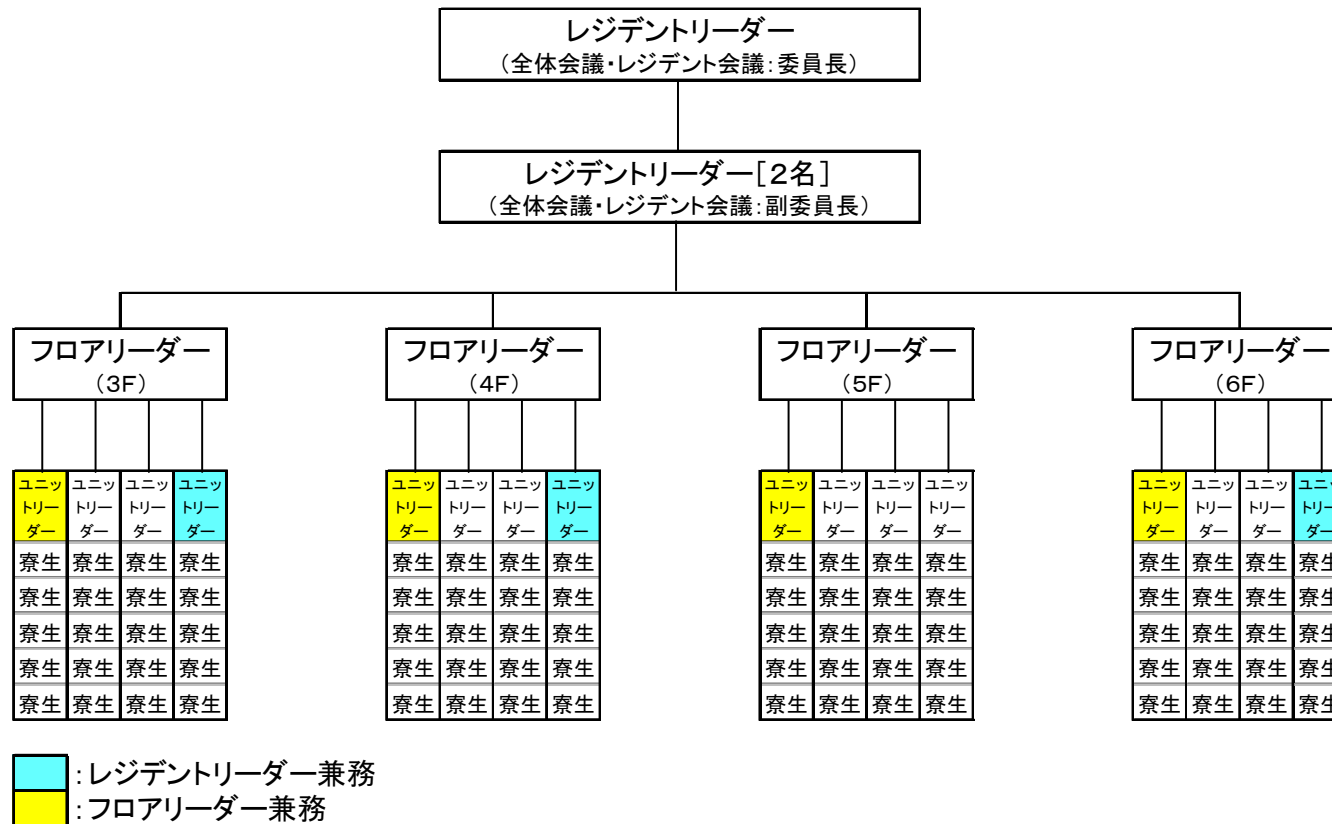 レジデントリーダー
（全体会議・レジデント会議：委員長）
レジデントリーダー［２名］
（全体会議・レジデント会議：副委員長）
フロアリーダー フロアリーダー フロアリーダー フロアリーダー
（3F） （4F） （5F） （6F）
ユニッ ユニッ ユニッ ユニッ ユニッ ユニッ ユニッ ユニッ ユニッ ユニッ ユニッ ユニッ ユニッ ユニッ ユニッ ユニッ
トリー トリー トリー トリー トリー トリー トリー トリー トリー トリー トリー トリー トリー トリー トリー トリー
ダー ダー ダー ダー ダー ダー ダー ダー ダー ダー ダー ダー ダー ダー ダー ダー
寮生 寮生 寮生 寮生 寮生 寮生 寮生 寮生 寮生 寮生 寮生 寮生 寮生 寮生 寮生 寮生
寮生 寮生 寮生 寮生 寮生 寮生 寮生 寮生 寮生 寮生 寮生 寮生 寮生 寮生 寮生 寮生
寮生 寮生 寮生 寮生 寮生 寮生 寮生 寮生 寮生 寮生 寮生 寮生 寮生 寮生 寮生 寮生
寮生 寮生 寮生 寮生 寮生 寮生 寮生 寮生 寮生 寮生 寮生 寮生 寮生 寮生 寮生 寮生
寮生 寮生 寮生 寮生 寮生 寮生 寮生 寮生 寮生 寮生 寮生 寮生 寮生 寮生 寮生 寮生
：レジデントリーダー兼務
：フロアリーダー兼務